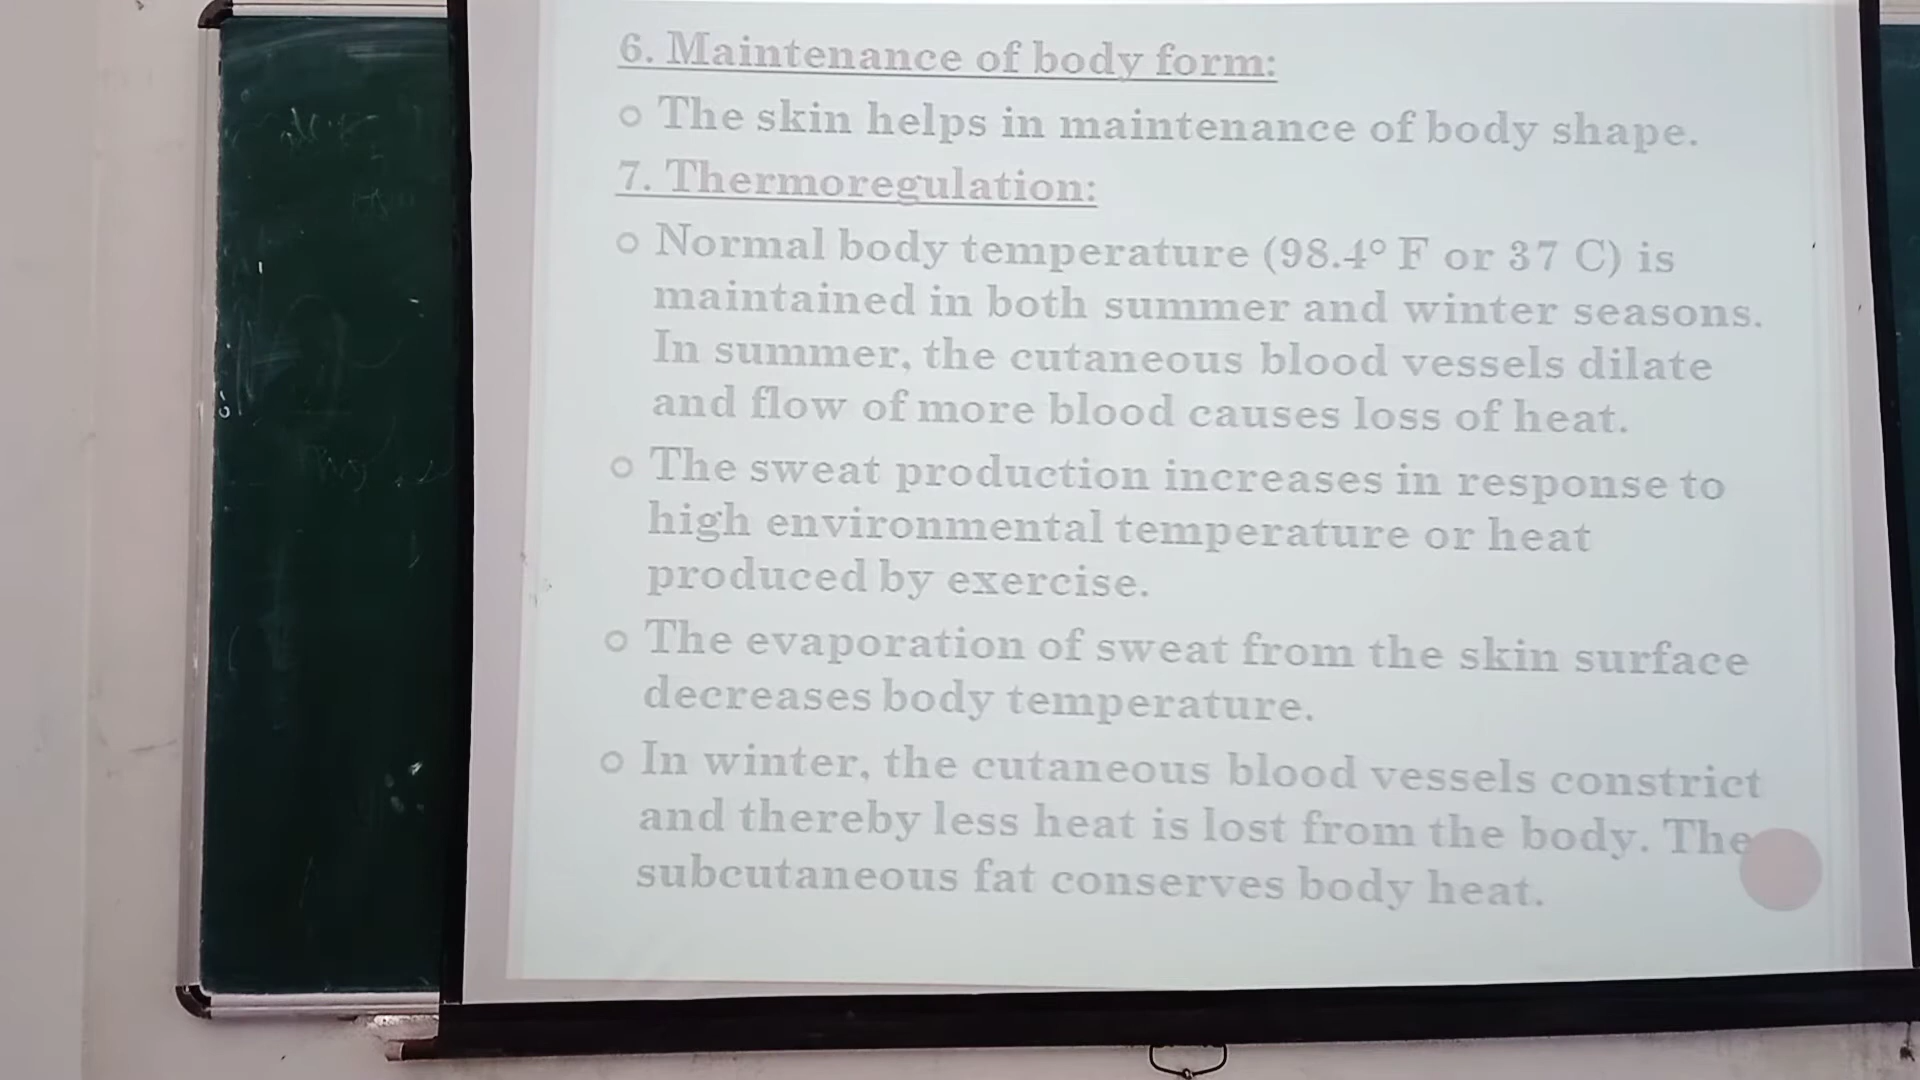 6. Maintenance of body form:
The skin helps in maintenance of body shape.
7. Thermoregulation:
Normal body temperature (98.4° F or 37 C) is
maintained in both summer and winter seasons.
In summer, the cutaneous blood vessels dilate
and flow of more blood causes loss of heat.
The sweat production increases in response to
high environmental temperature or heat
produced by exercise.
The evaporation of sweat from the skin surface
decreases body temperature.
In winter, the cutaneous blood vessels constrict
and thereby less heat is lost from the body. The
subcutaneous fat conserves body heat.